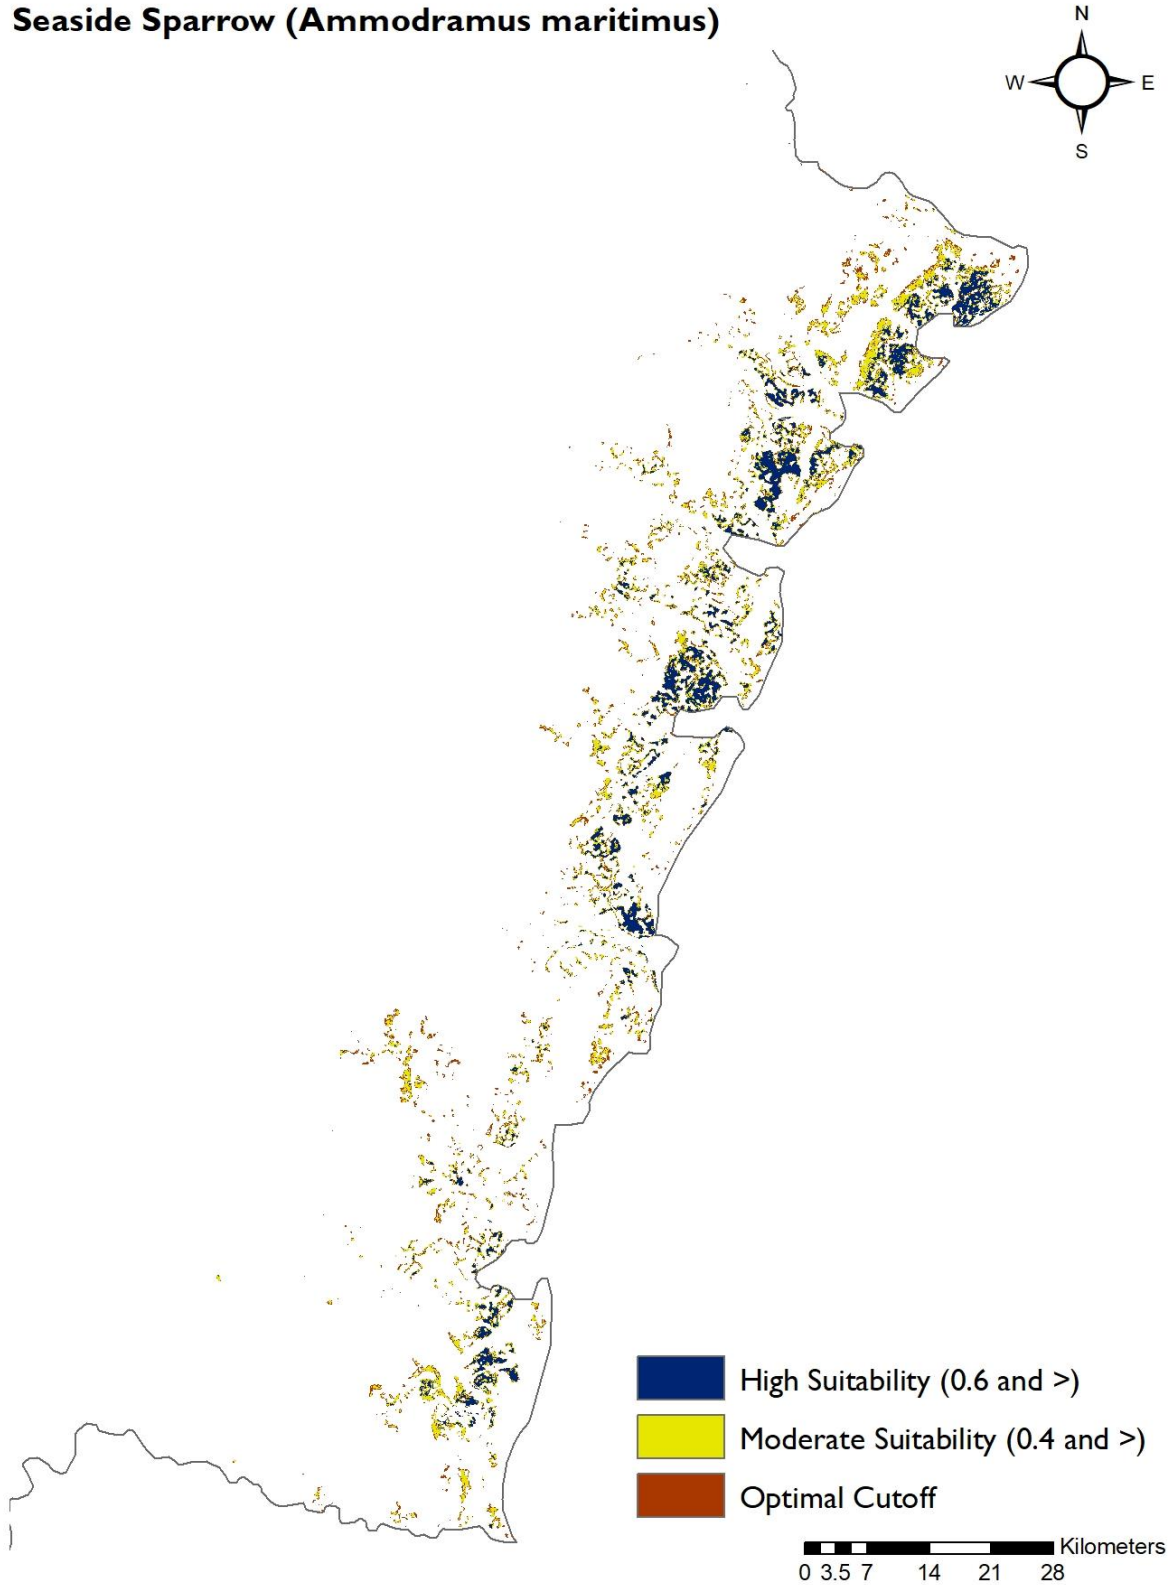 Seaside Sparrow (Ammodramus maritimus)
N
W E
S
High Suitability (0.6 and >)
Moderate Suitability (0.4 and >)
Optimal Cutoff
Kilometers
0 3.5 7 14 21 28